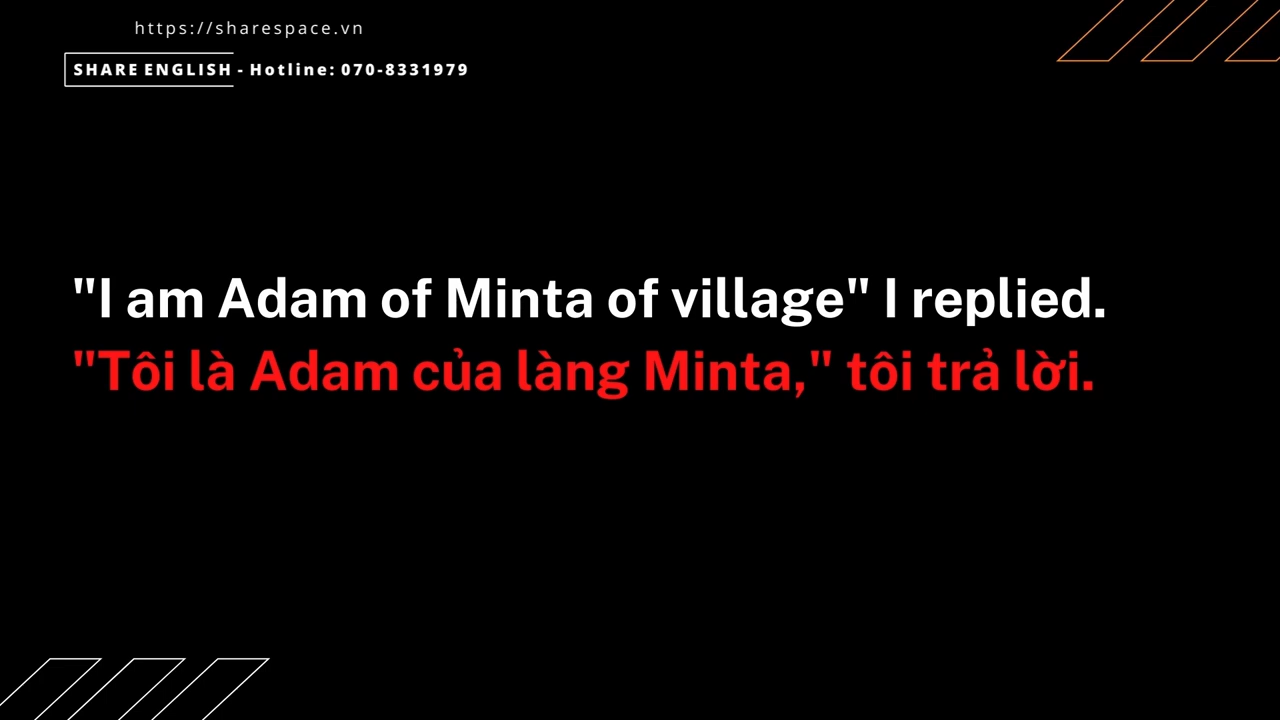 https://sharespace.vn
SHARE ENGLISH - Hotline: 070-8331979
"I am Adam of Minta of village" I replied.
"Tôi là Adam của làng Minta," tôi trả lời.